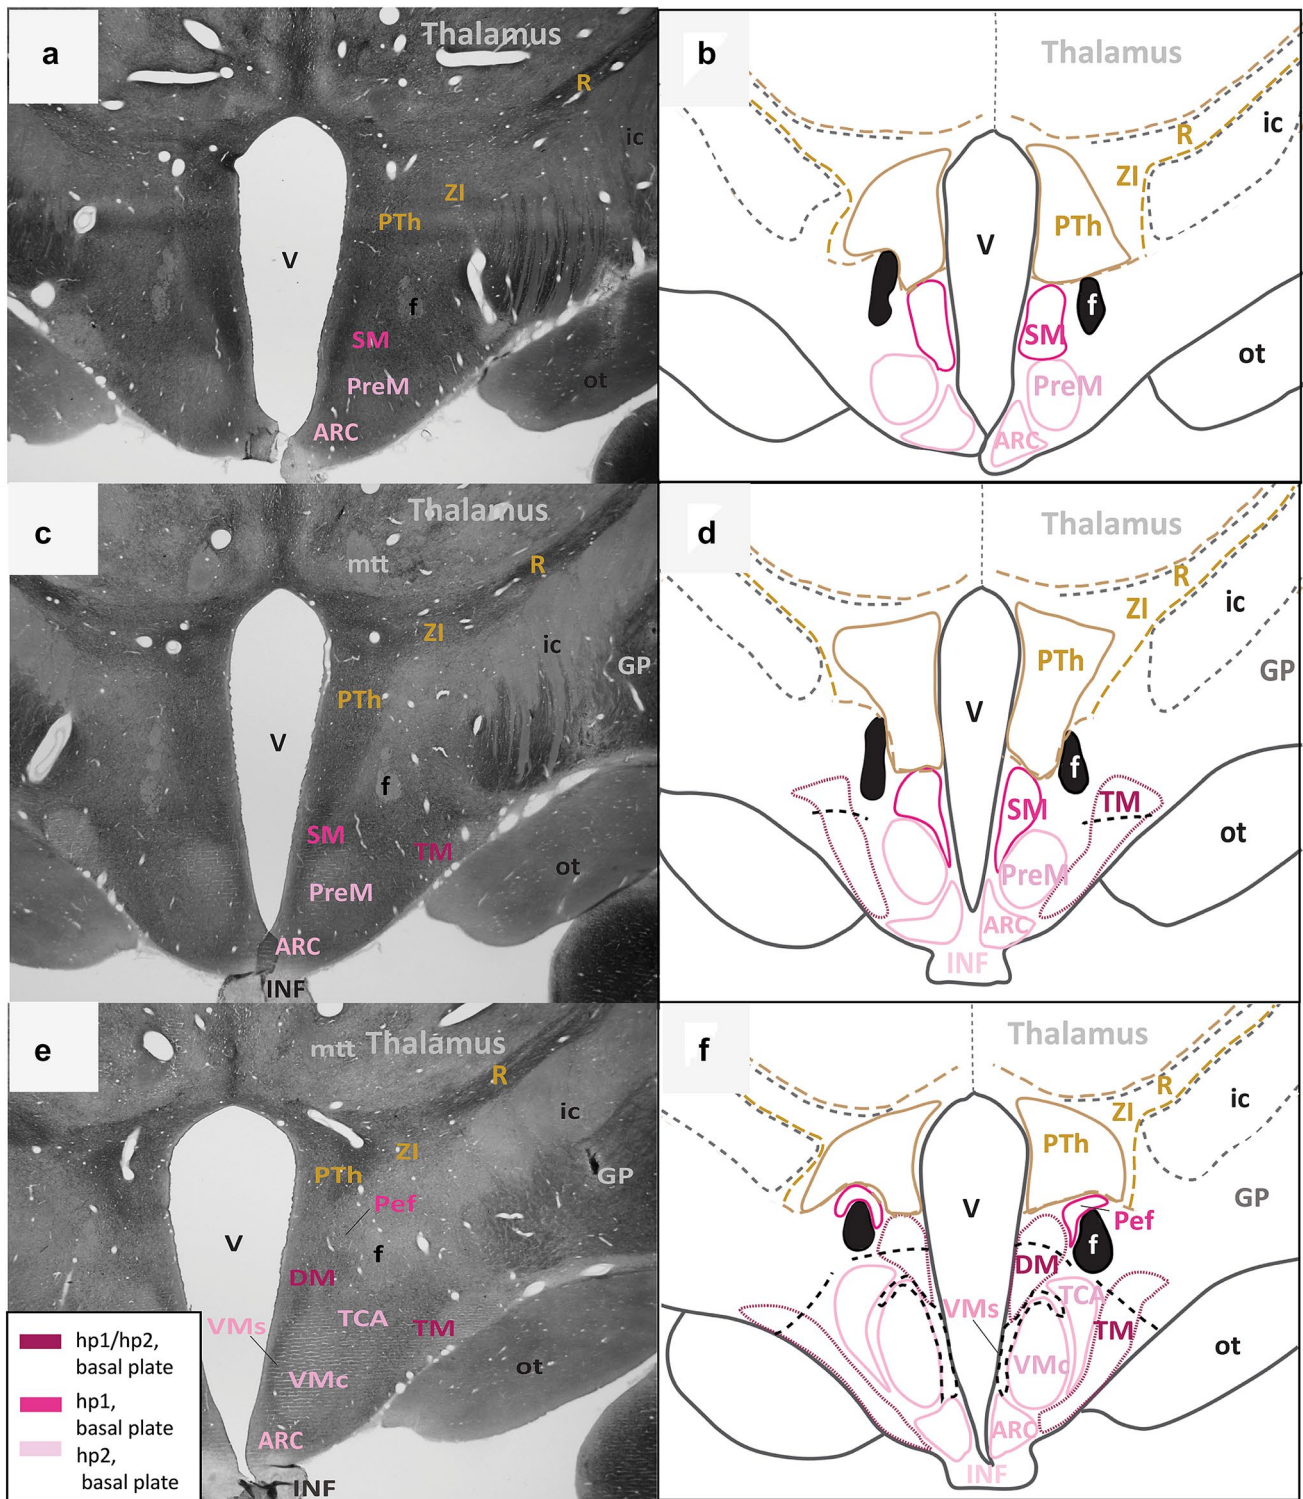 a
Thalamus
R
ic
ZI
PTh
V
f
SM
PreM
ot
ARC
b
Thalamus
R
ic
ZI
PTh
V
f
SM
ot
PreM
ARC
c
Thalamus
mtt
R
ZI
ic
GP
PTh
V
f
SM
TM
ot
PreM
ARC
INF
d
Thalamus
R
ZI
ic
PTh
GP
V
f
SM
TM
ot
PreM
ARC
INF
e
mtt
Thalamus
R
ic
ZI
PTh
GP
Pef
V
f
DM
TCA
VMs
TM
ot
VMc
ARC
INF
hp1/hp2,
basal plate
hp1,
basal plate
hp2,
basal plate
f
Thalamus
R
ic
ZI
PTh
GP
V
Pef
f
DM
TCA
VMs
TM
ot
VMc
ARC
INF